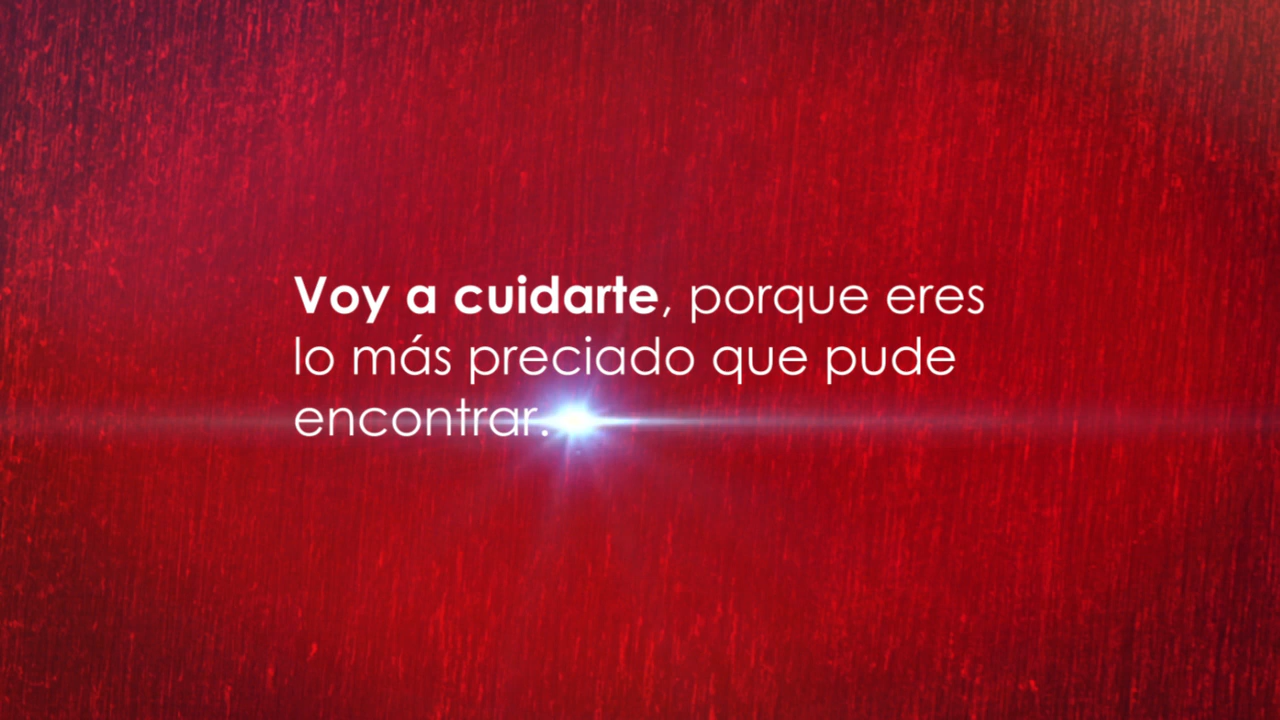 Voy a cuidarte, porque eres
lo más preciado que pude
encontrar.